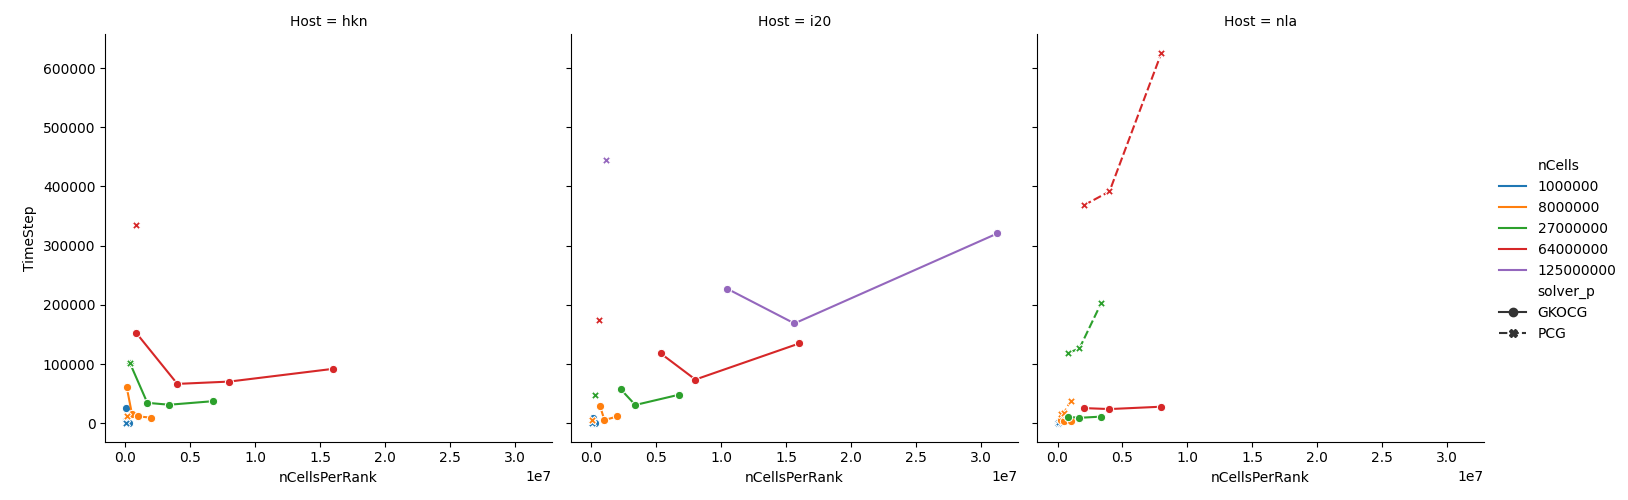 Host = hkn
Host = i20
Host = nla
TimeStep
600000
500000
400000
300000
200000
100000
0
0.0 0.5 1.0 1.5 2.0 2.5 3.0
1e7
nCellsPerRank
0.0 0.5 1.0 1.5 2.0 2.5 3.0
1e7
nCellsPerRank
0.0 0.5 1.0 1.5 2.0 2.5 3.0
1e7
nCellsPerRank
nCells
1000000
8000000
27000000
64000000
125000000
solver_p
GKOCG
PCG